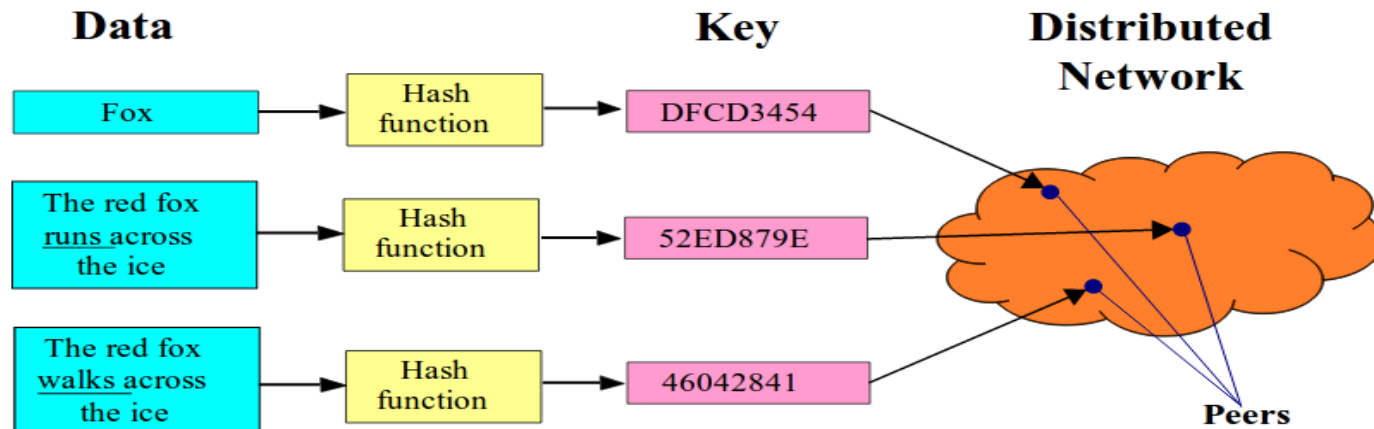 Data
Key
Distributed
Network
Fox
Hash
function
DFCD3454
The red fox
runs across
the ice
Hash
function
52ED879E
The red fox
walks across
the ice
Hash
function
46042841
Peers